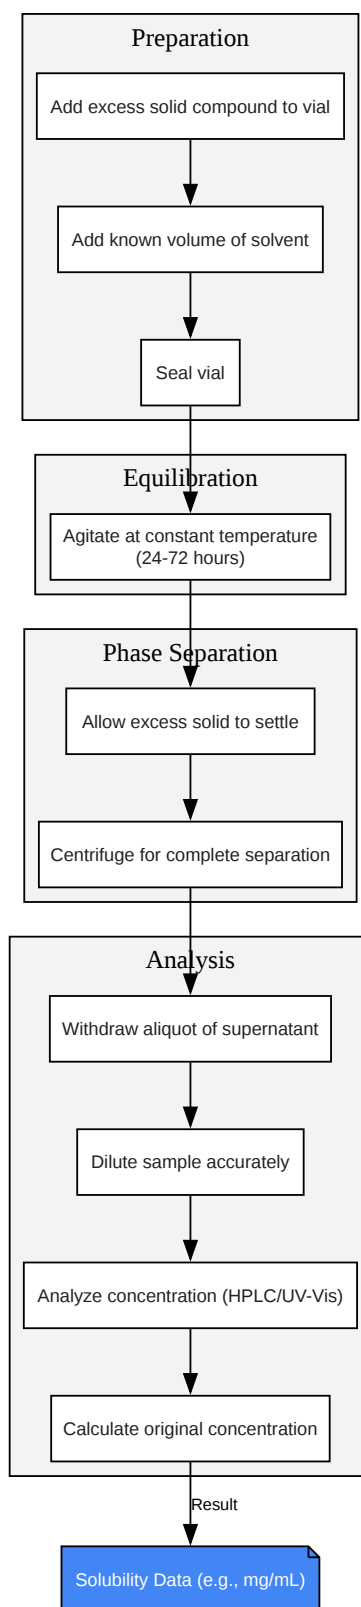 Preparation
Add excess solid compound to vial
Add known volume of solvent
Seal vial
Equilibration
Agitate at constant temperature
(24-72 hours)
Phase Separation
Allow excess solid to settle
Centrifuge for complete separation
Analysis
Withdraw aliquot of supernatant
Dilute sample accurately
Analyze concentration (HPLC/UV-Vis)
Calculate original concentration
Result
Solubility Data (e.g., mg/mL)